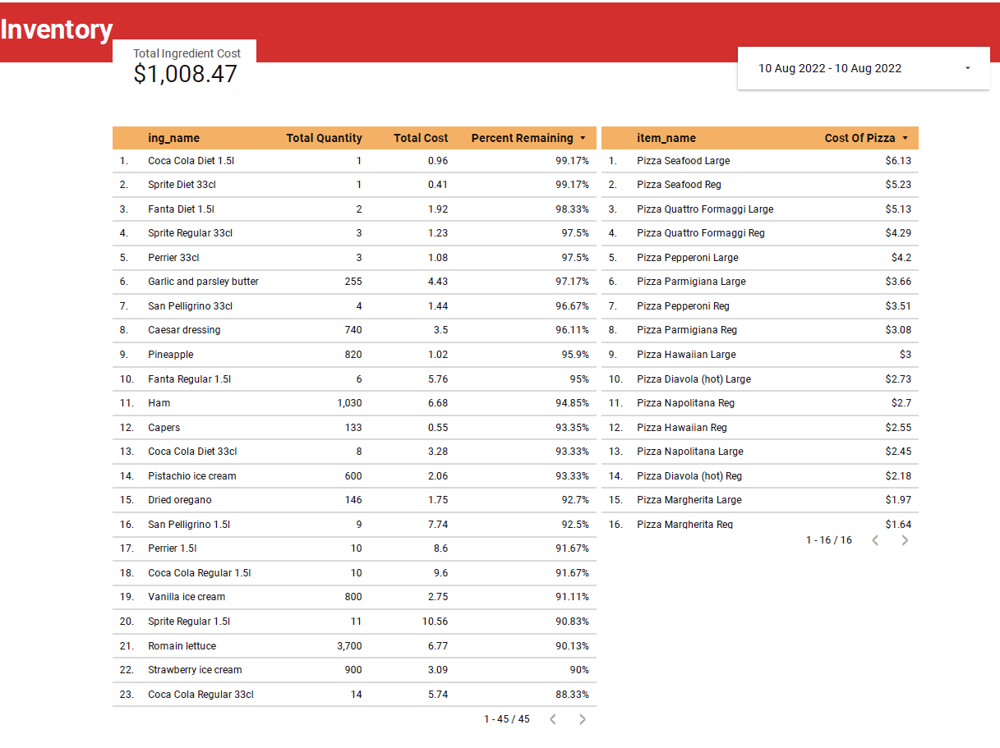 Inventory
Total Ingredient Cost
$1,008.47
10 Aug 2022 - 10 Aug 2022
ing_name Total Quantity Total Cost Percent Remaining
1. Coca Cola Diet 1.5l 1 0.96 99.17%
2. Sprite Diet 33cl 1 0.41 99.17%
3. Fanta Diet 1.5l 2 1.92 98.33%
4. Sprite Regular 33cl 3 1.23 97.5%
5. Perrier 33cl 3 1.08 97.5%
6. Garlic and parsley butter 255 4.43 97.17%
7. San Pelligrino 33cl 4 1.44 96.67%
8. Caesar dressing 740 3.5 96.11%
9. Pineapple 820 1.02 95.9%
10. Fanta Regular 1.5l 6 5.76 95%
11. Ham 1,030 6.68 94.85%
12. Capers 133 0.55 93.35%
13. Coca Cola Diet 33cl 8 3.28 93.33%
14. Pistachio ice cream 600 2.06 93.33%
15. Dried oregano 146 1.75 92.7%
16. San Pelligrino 1.5l 9 7.74 92.5%
17. Perrier 1.5l 10 8.6 91.67%
18. Coca Cola Regular 1.5l 10 9.6 91.67%
19. Vanilla ice cream 800 2.75 91.11%
20. Sprite Regular 1.5l 11 10.56 90.83%
21. Romain lettuce 3,700 6.77 90.13%
22. Strawberry ice cream 900 3.09 90%
23. Coca Cola Regular 33cl 14 5.74 88.33%
1 - 45 / 45
item_name Cost Of Pizza
1. Pizza Seafood Large $6.13
2. Pizza Seafood Reg $5.23
3. Pizza Quattro Formaggi Large $5.13
4. Pizza Quattro Formaggi Reg $4.29
5. Pizza Pepperoni Large $4.2
6. Pizza Parmigiana Large $3.66
7. Pizza Pepperoni Reg $3.51
8. Pizza Parmigiana Reg $3.08
9. Pizza Hawaiian Large $3
10. Pizza Diavola (hot) Large $2.73
11. Pizza Napolitana Reg $2.7
12. Pizza Hawaiian Reg $2.55
13. Pizza Napolitana Large $2.45
14. Pizza Diavola (hot) Reg $2.18
15. Pizza Margherita Large $1.97
16. Pizza Margherita Reg $1.64
1 - 16 / 16